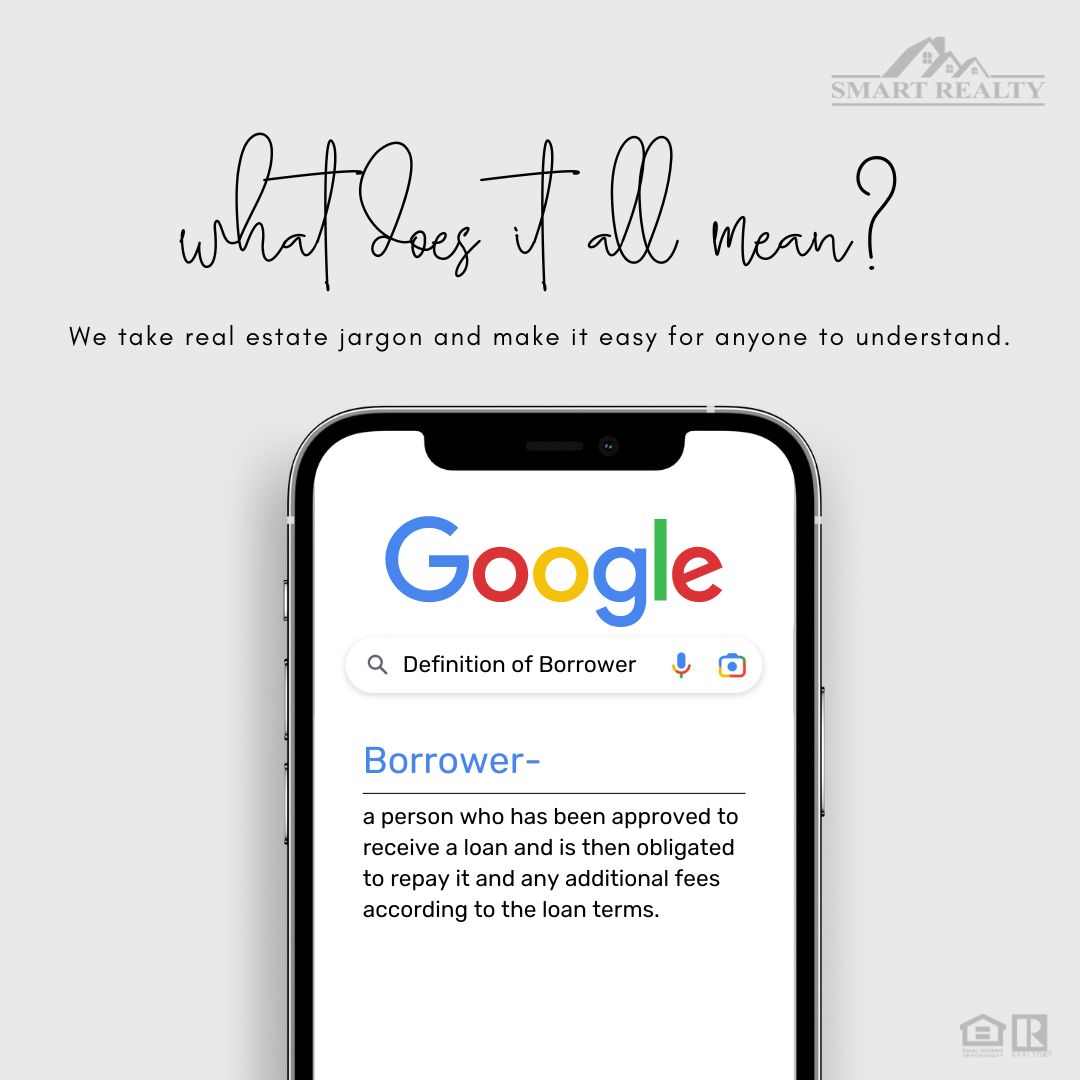 SMART REALTY
what does it all mean?
We take real estate jargon and make it easy for anyone to understand.
Google
Definition of Borrower
Borrower-
a person who has been approved to
receive a loan and is then obligated
to repay it and any additional fees
according to the loan terms.
EQUAL HOUSING
OPPORTUNITY
R
REALTOR®